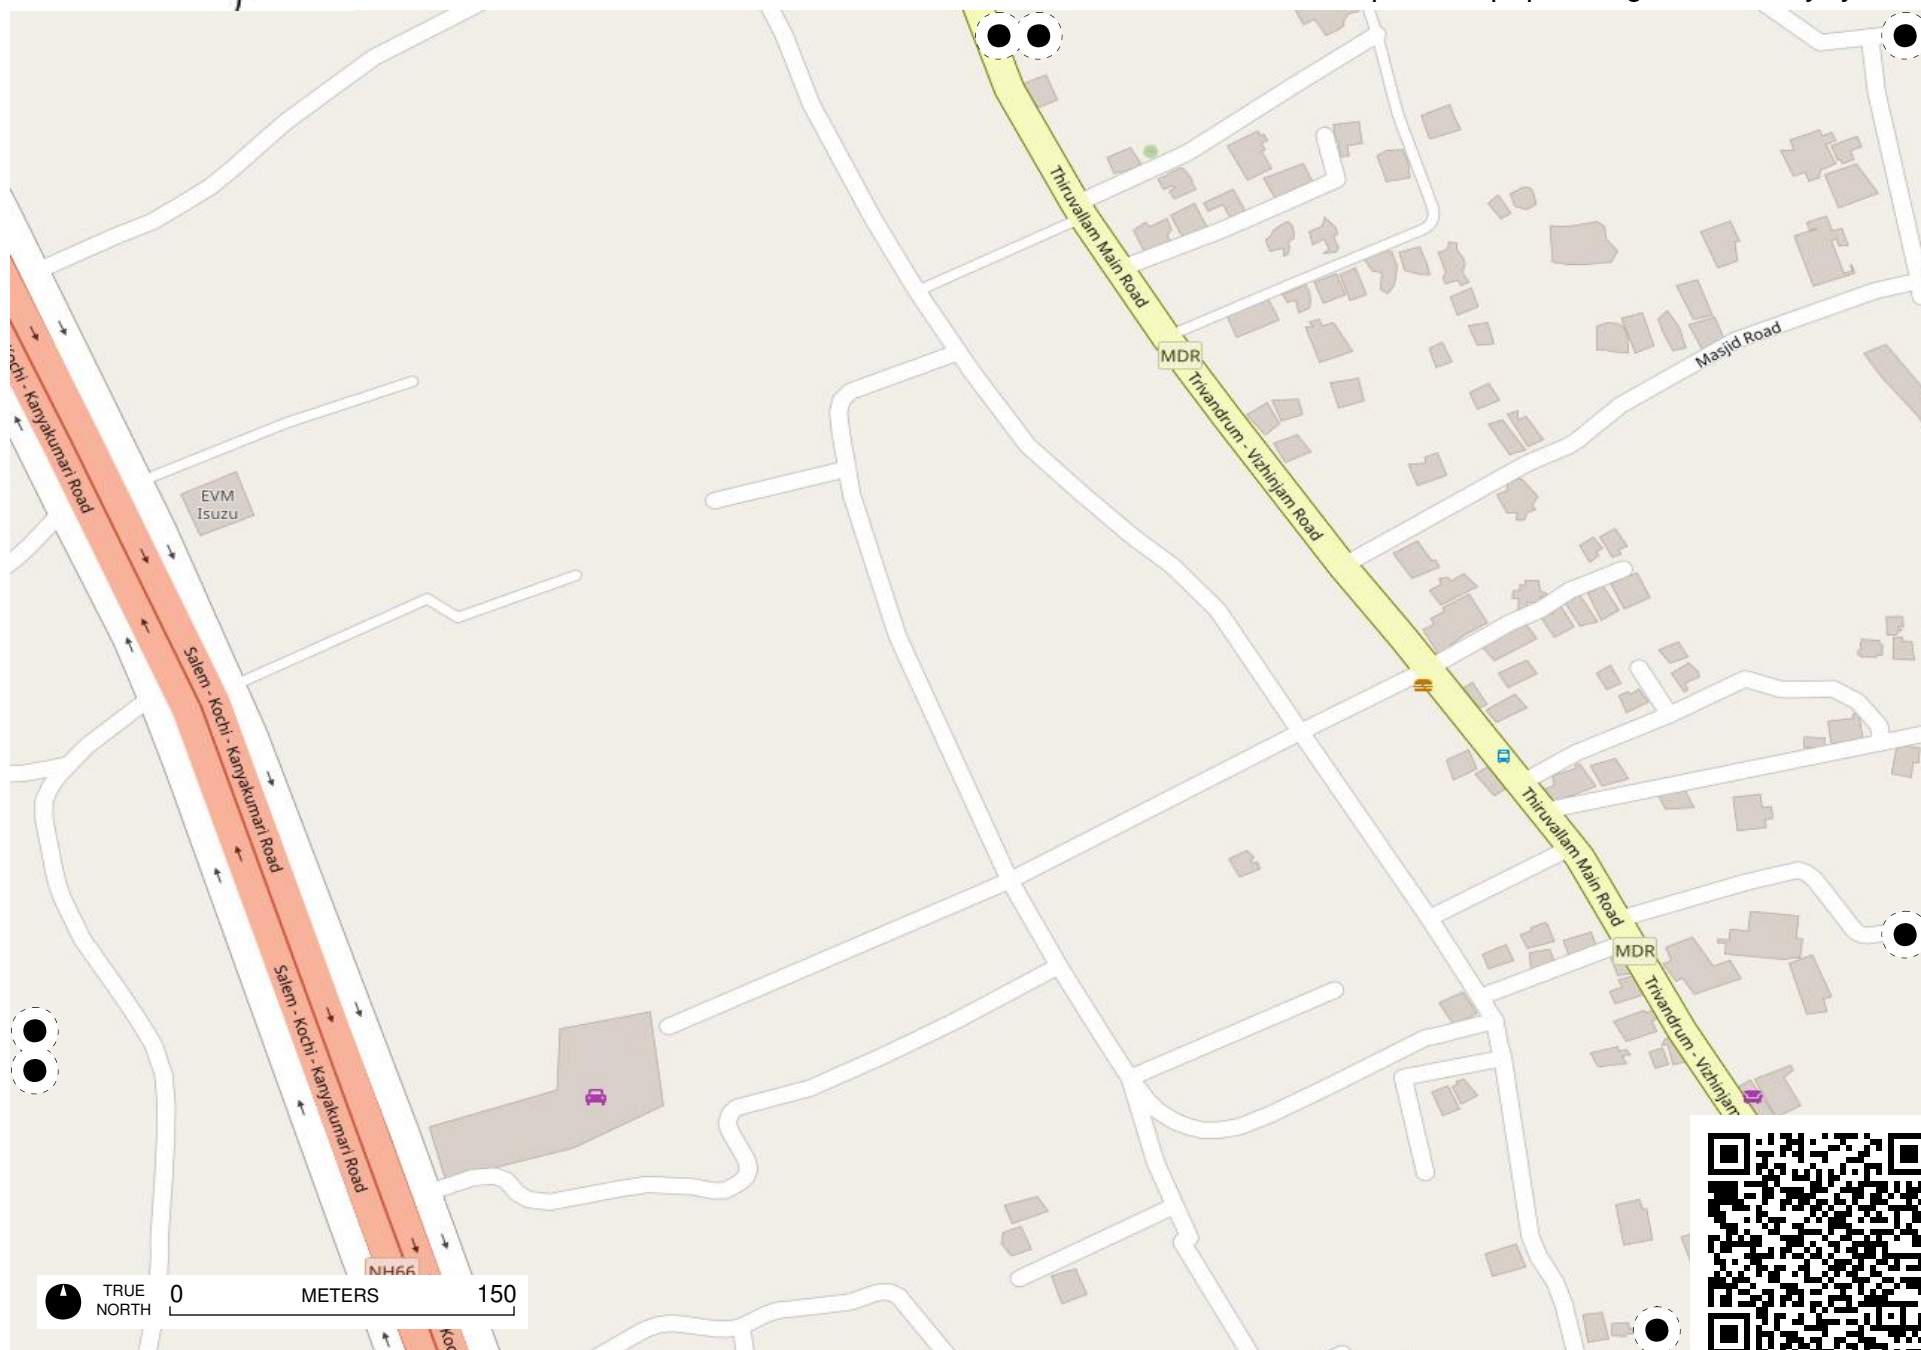 Thiruvallam Main Road
MDR
Masjid Road
Kochi - Kanyakumari Road
Trivandrum - Vizhinjam Road
EVM
Isuzu
Salem - Kochi - Kanyakumari Road
Thiruvallam Main Road
MDR
Salem - Kochi - Kanyakumari Road
Trivandrum - Vizhinjam
NH66
TRUE
NORTH
0 METERS 150